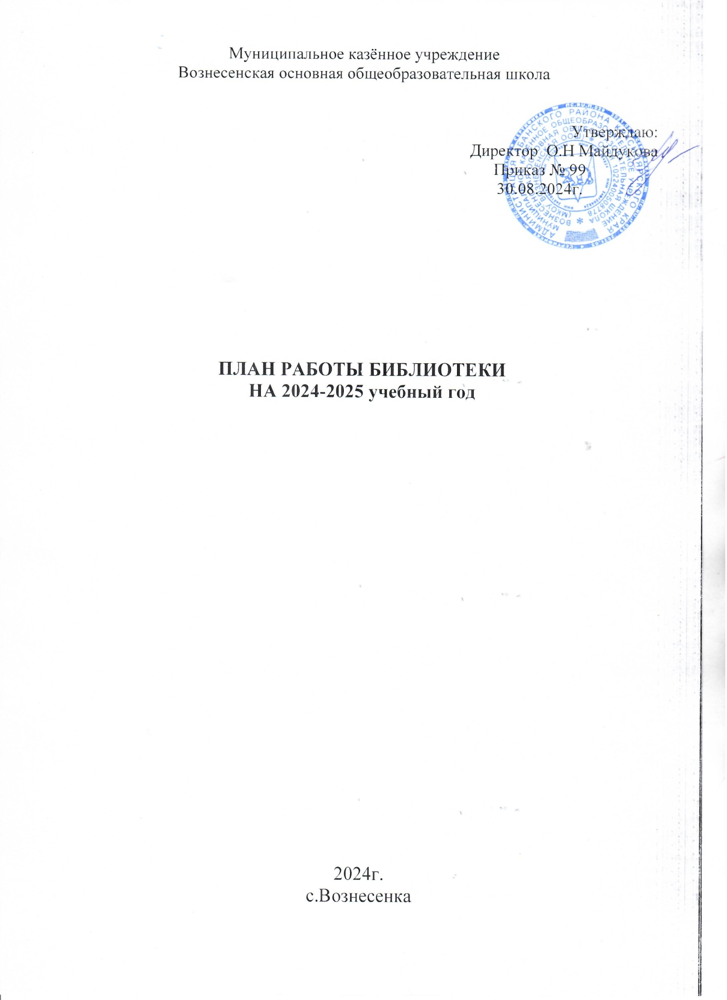 Муниципальное казённое учреждение
Вознесенская основная общеобразовательная школа
Утверждаю:
Директор О.Н Майдукова
Приказ № 99
30.08.2024г.
ПЛАН РАБОТЫ БИБЛИОТЕКИ
НА 2024-2025 учебный год
2024г.
с.Вознесенка